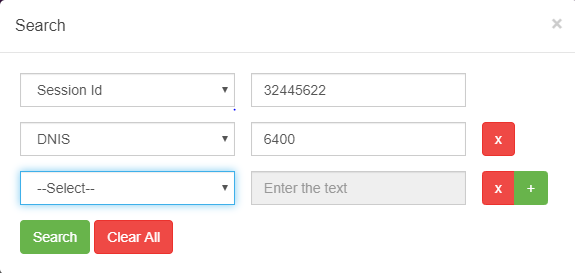 Search ×
Session Id 32445622
DNIS 6400 x
--Select-- Enter the text x +
Search Clear All